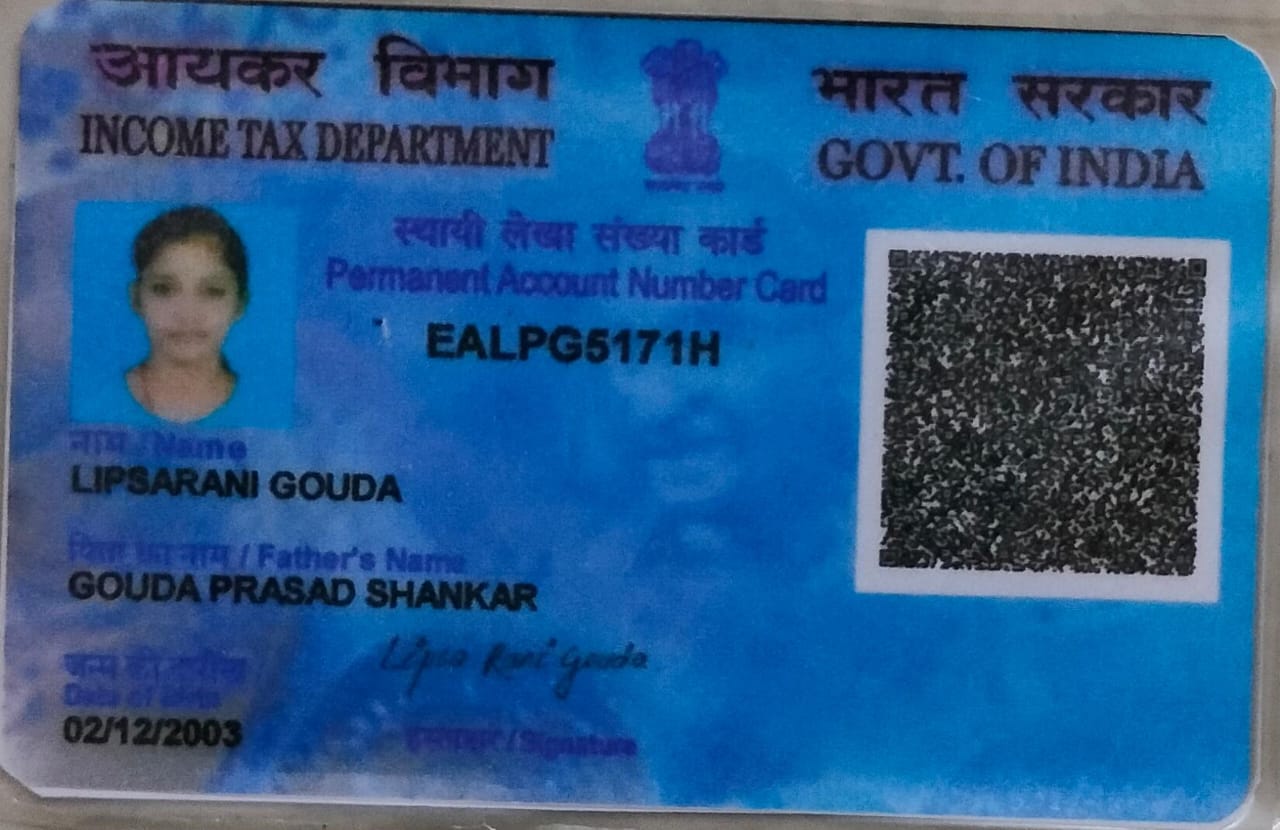 आयकर विभाग
INCOME TAX DEPARTMENT
भारत सरकार
GOVT. OF INDIA
स्थायी लेखा संख्या कार्ड
Permanent Account Number Card
EALPG5171H
नाम / Name
LIPSARANI GOUDA
पिता का नाम / Father's Name
GOUDA PRASAD SHANKAR
जन्म की तारीख
Date of Birth
02/12/2003
Lipsa Rani Gouda
हस्ताक्षर / Signature